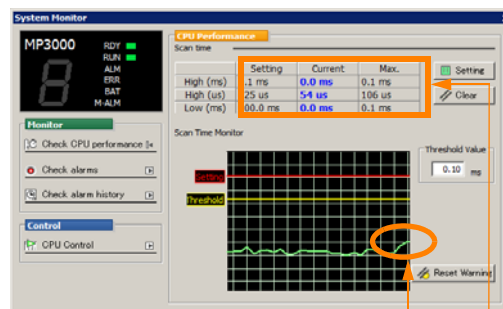 System Monitor
MP3000
RDY
RUN
ALM
ERR
BAT
M-ALM
Monitor
Check CPU performance
Check alarms
Check alarm history
Control
CPU Control
CPU Performance
Scan time
Setting Current Max.
High (ms) .1 ms 0.0 ms 0.1 ms
High (us) 25 us 54 us 106 us
Low (ms) 00.0 ms 0.0 ms 0.1 ms
Setting
Clear
Scan Time Monitor
Setting
Threshold
Threshold Value
0.10 ms
Reset Warning